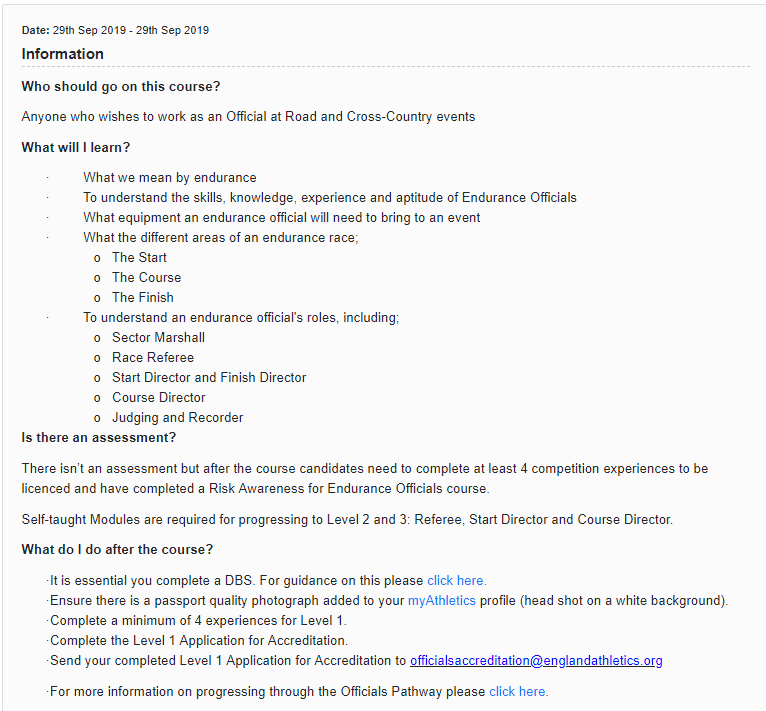 Date: 29th Sep 2019 - 29th Sep 2019
Information
Who should go on this course?
Anyone who wishes to work as an Official at Road and Cross-Country events
What will I learn?
· What we mean by endurance
· To understand the skills, knowledge, experience and aptitude of Endurance Officials
· What equipment an endurance official will need to bring to an event
· What the different areas of an endurance race;
o The Start
o The Course
o The Finish
· To understand an endurance official's roles, including;
o Sector Marshall
o Race Referee
o Start Director and Finish Director
o Course Director
o Judging and Recorder
Is there an assessment?
There isn't an assessment but after the course candidates need to complete at least 4 competition experiences to be
licenced and have completed a Risk Awareness for Endurance Officials course.
Self-taught Modules are required for progressing to Level 2 and 3: Referee, Start Director and Course Director.
What do I do after the course?
·It is essential you complete a DBS. For guidance on this please click here.
·Ensure there is a passport quality photograph added to your myAthletics profile (head shot on a white background).
·Complete a minimum of 4 experiences for Level 1.
·Complete the Level 1 Application for Accreditation.
·Send your completed Level 1 Application for Accreditation to officialsaccreditation@englandathletics.org
·For more information on progressing through the Officials Pathway please click here.